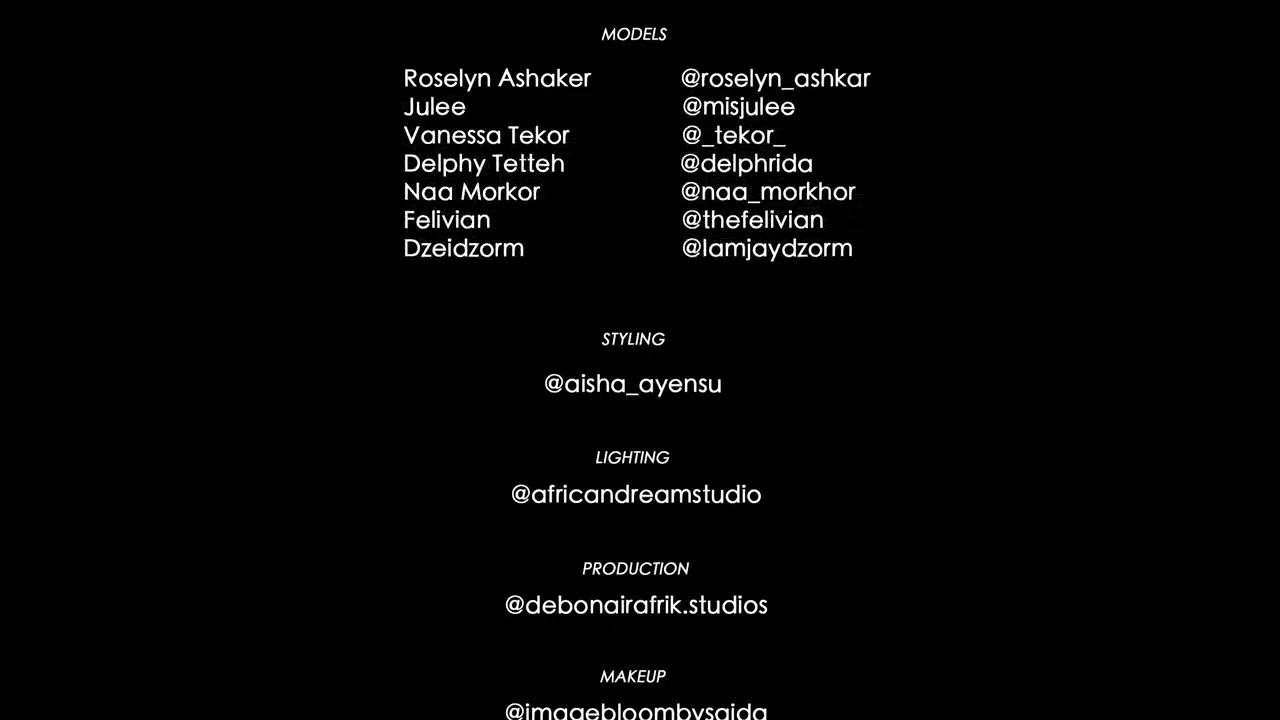 MODELS
Roselyn Ashaker @roselyn_ashkar
Julee @misjulee
Vanessa Tekor @_tekor_
Delphy Tetteh @delphrida
Naa Morkor @naa_morkhor
Felivian @thefelivian
Dzeidzorm @Iamjaydzorm
STYLING
@aisha_ayensu
LIGHTING
@africandreamstudio
PRODUCTION
@debonairafrik.studios
MAKEUP
@imagebloombysaida